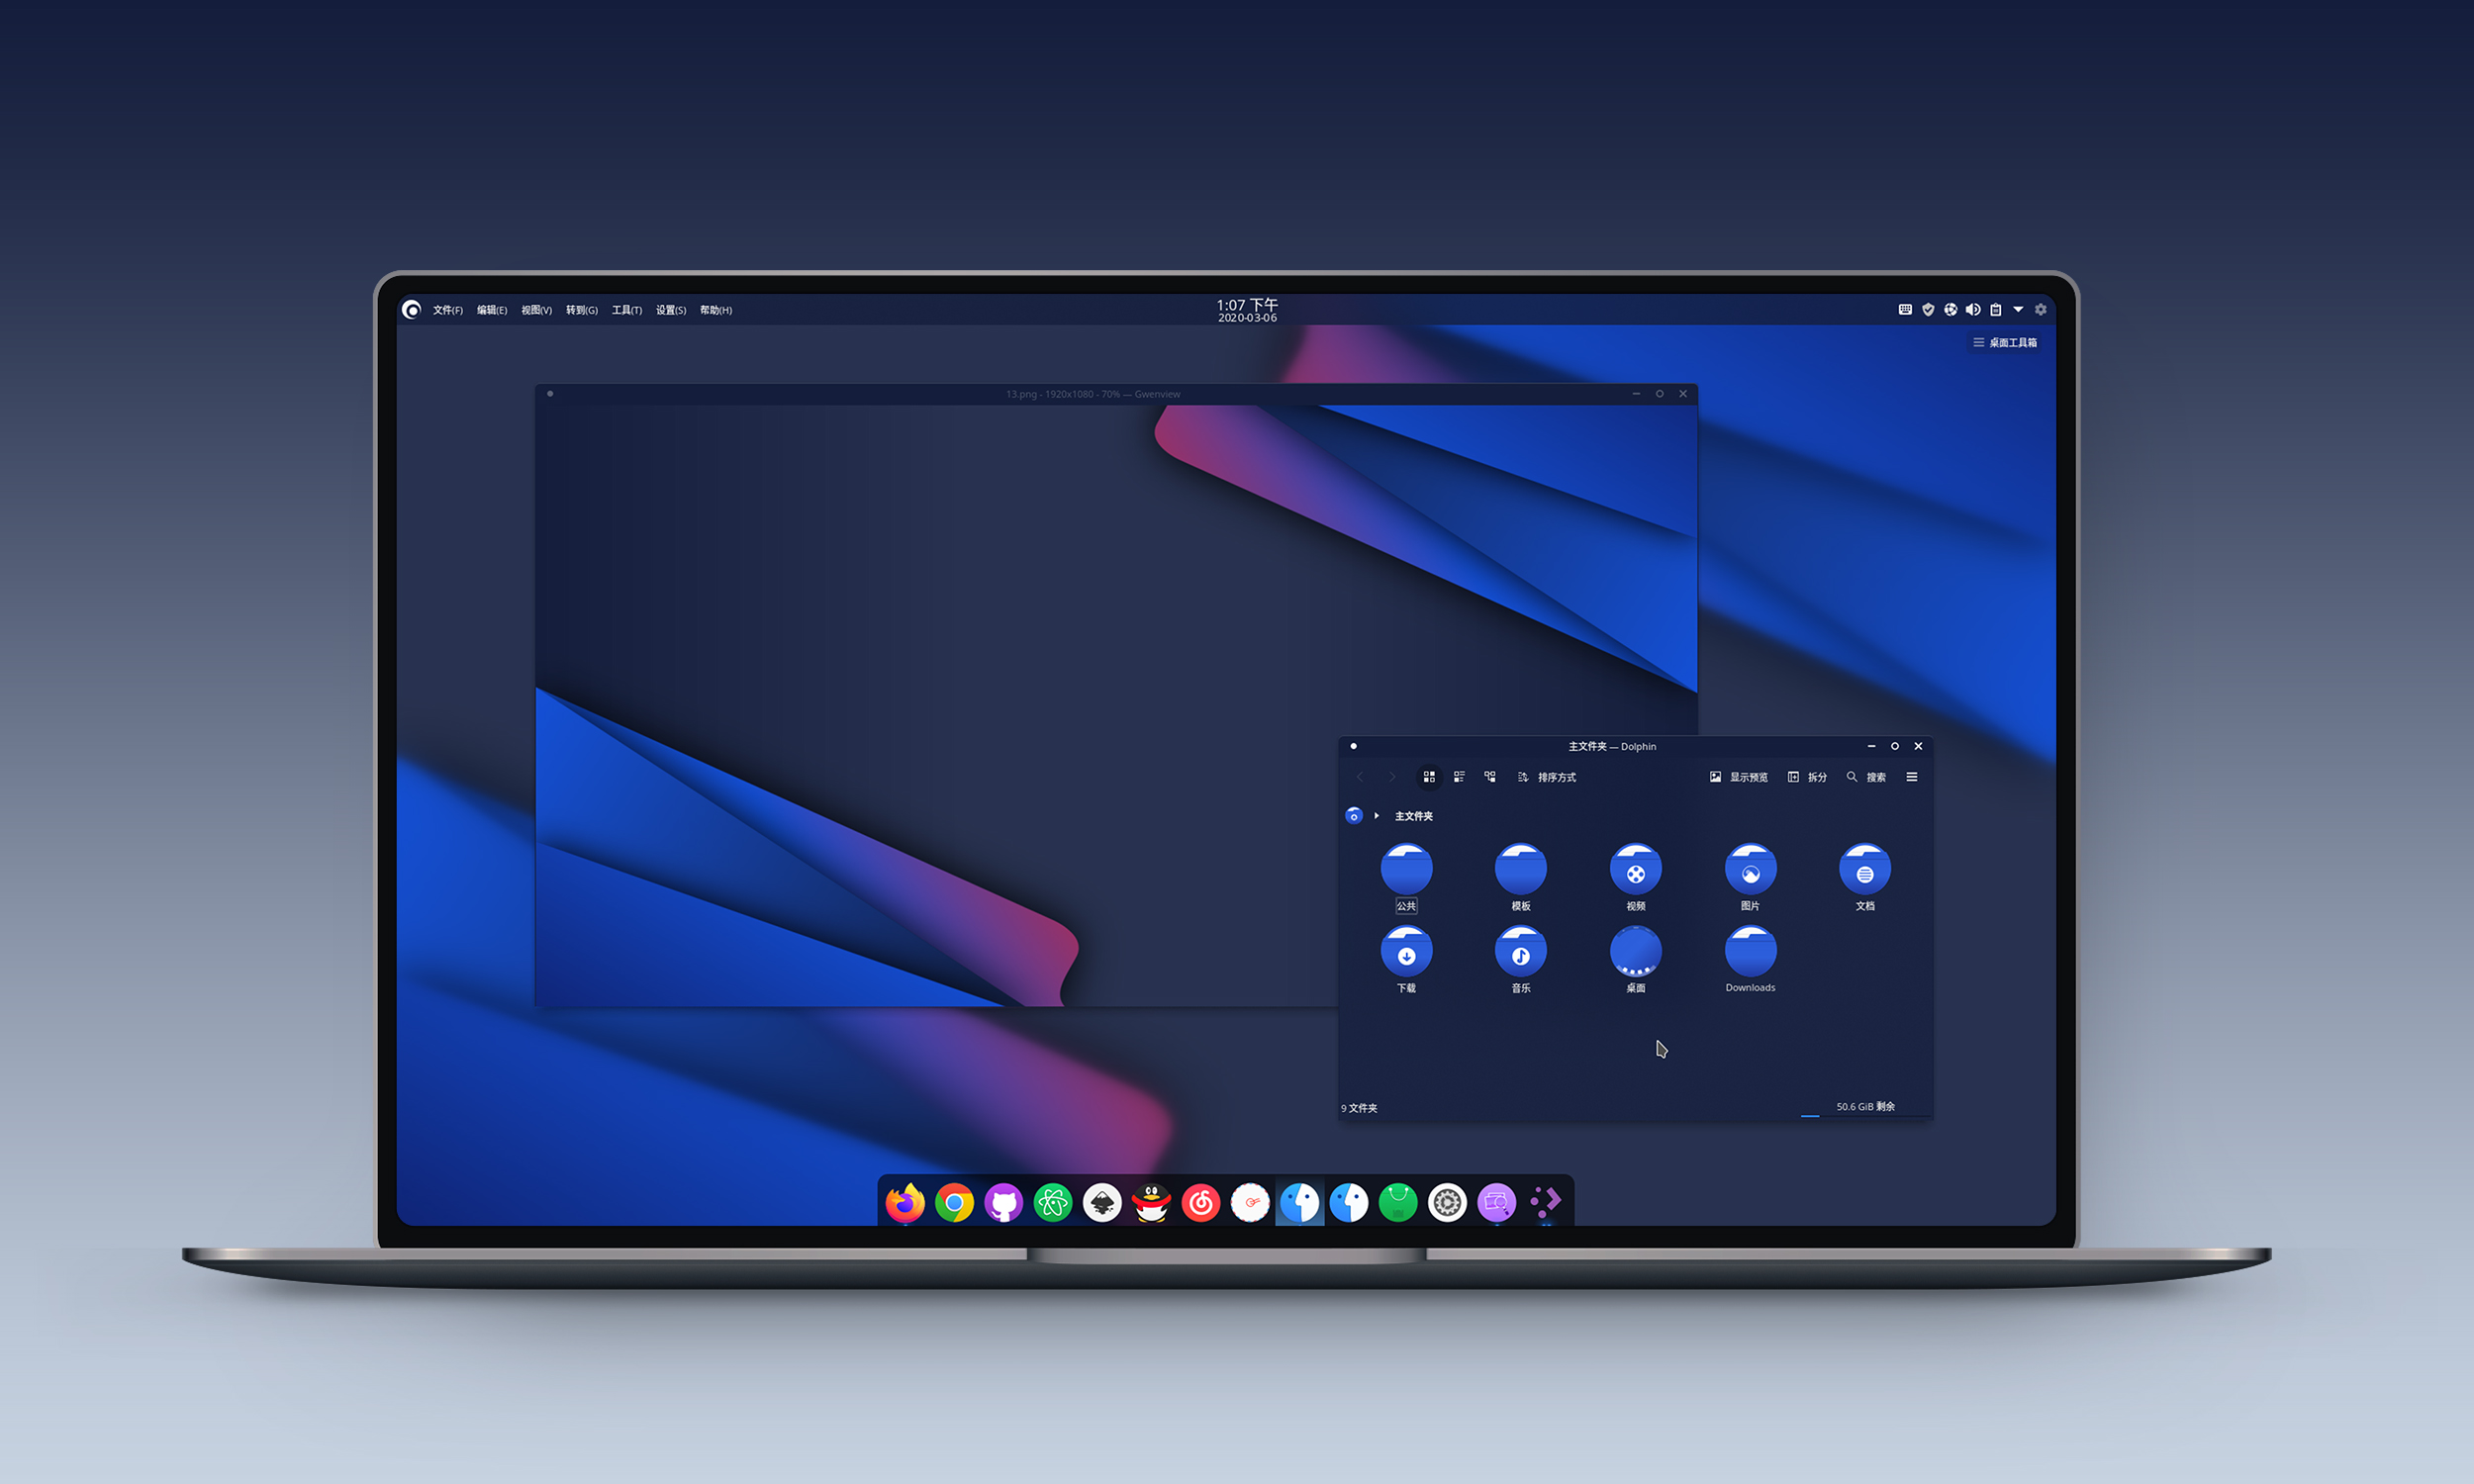 文件(F) 编辑(E) 视图(V) 转到(G) 工具(T) 设置(S) 帮助(H)
1:07 下午
2020-03-06
桌面工具箱
13.png - 1920x1080 - 70% — Gwenview
主文件夹 — Dolphin
排序方式 显示预览 拆分 搜索
主文件夹
公共 模板 视频 图片 文档
下载 音乐 桌面 Downloads
9 文件夹 50.6 GiB 剩余